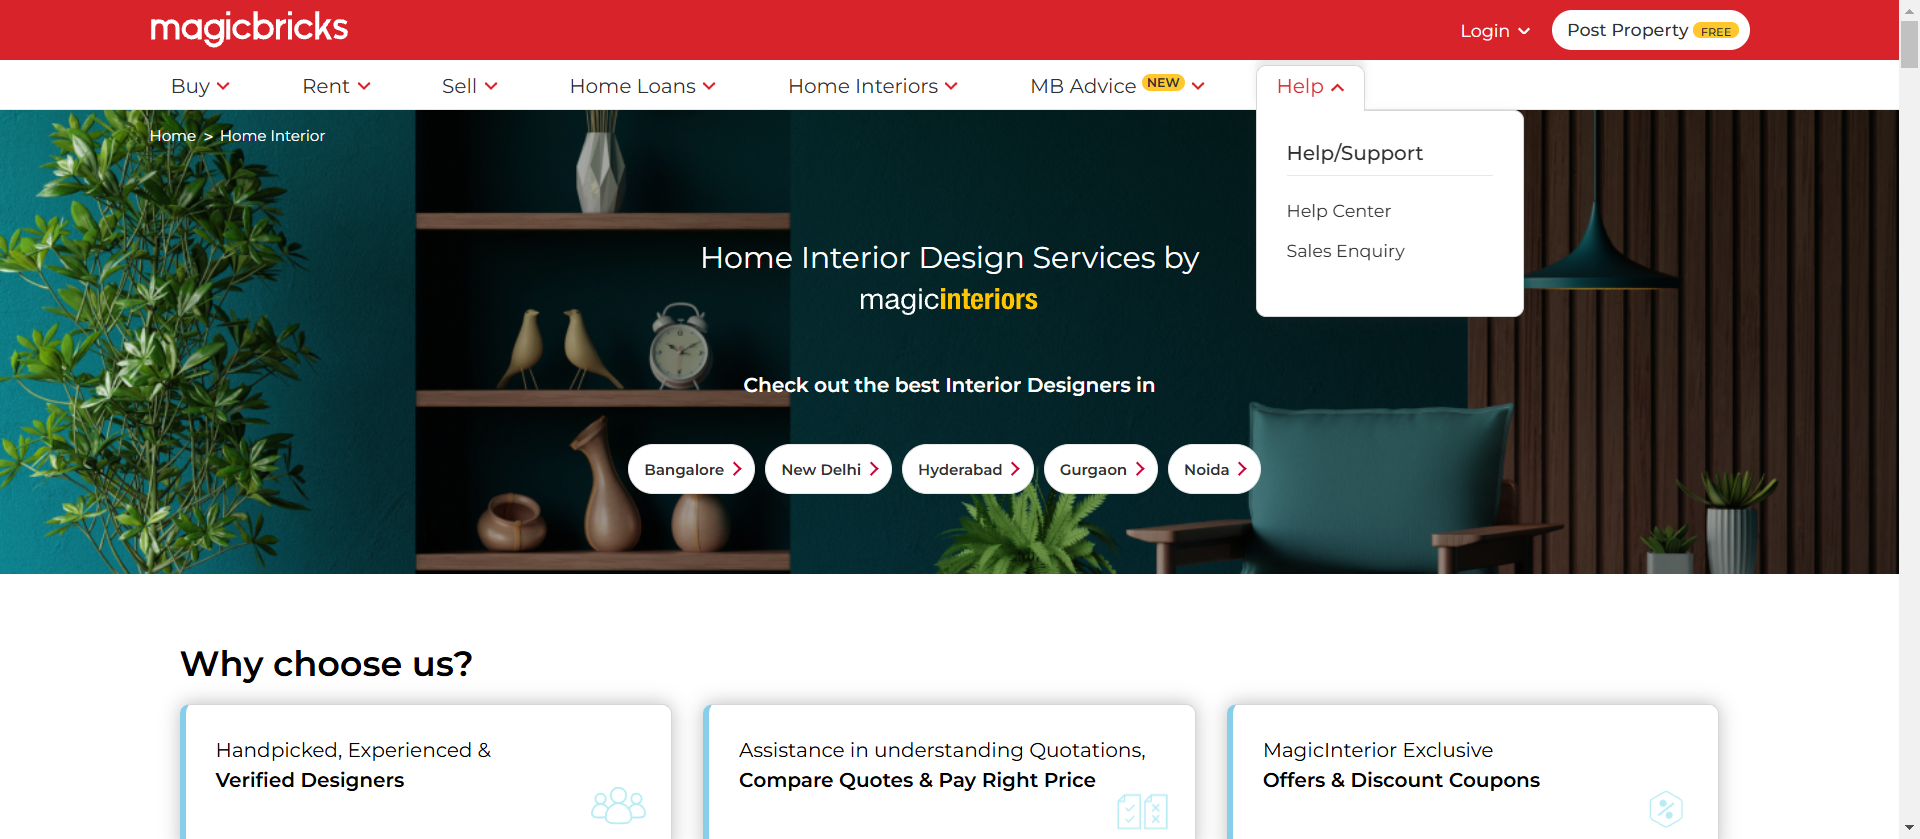 magicbricks
Login
Post Property FREE
Buy
Rent
Sell
Home Loans
Home Interiors
MB Advice NEW
Help
Home > Home Interior
Help/Support
Help Center
Sales Enquiry
Home Interior Design Services by
magicinteriors
Check out the best Interior Designers in
Bangalore
New Delhi
Hyderabad
Gurgaon
Noida
Why choose us?
Handpicked, Experienced &
Verified Designers
Assistance in understanding Quotations,
Compare Quotes & Pay Right Price
MagicInterior Exclusive
Offers & Discount Coupons